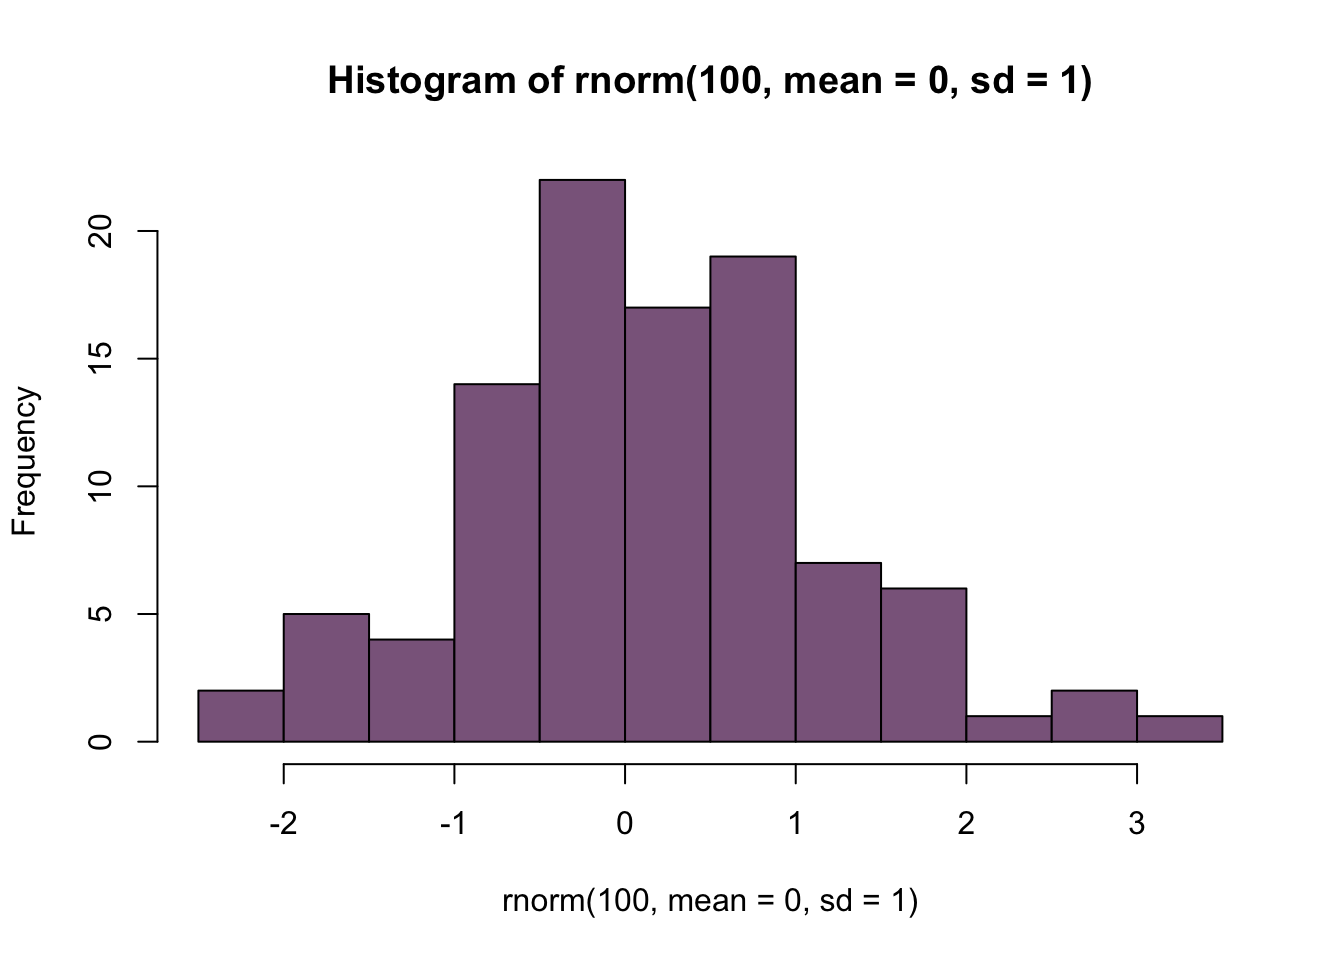 Histogram of rnorm(100, mean = 0, sd = 1)
Frequency
20
15
10
5
0
-2 -1 0 1 2 3
rnorm(100, mean = 0, sd = 1)